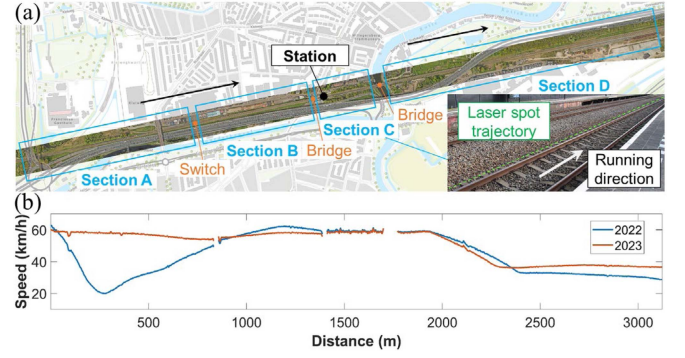 (a)
Station
Section D
Bridge
Laser spot
trajectory
Section C
Bridge
Section B
Running
direction
Switch
Section A
(b)
2022
2023
Speed (km/h)
60
40
20
500
1000
1500
2000
2500
3000
Distance (m)